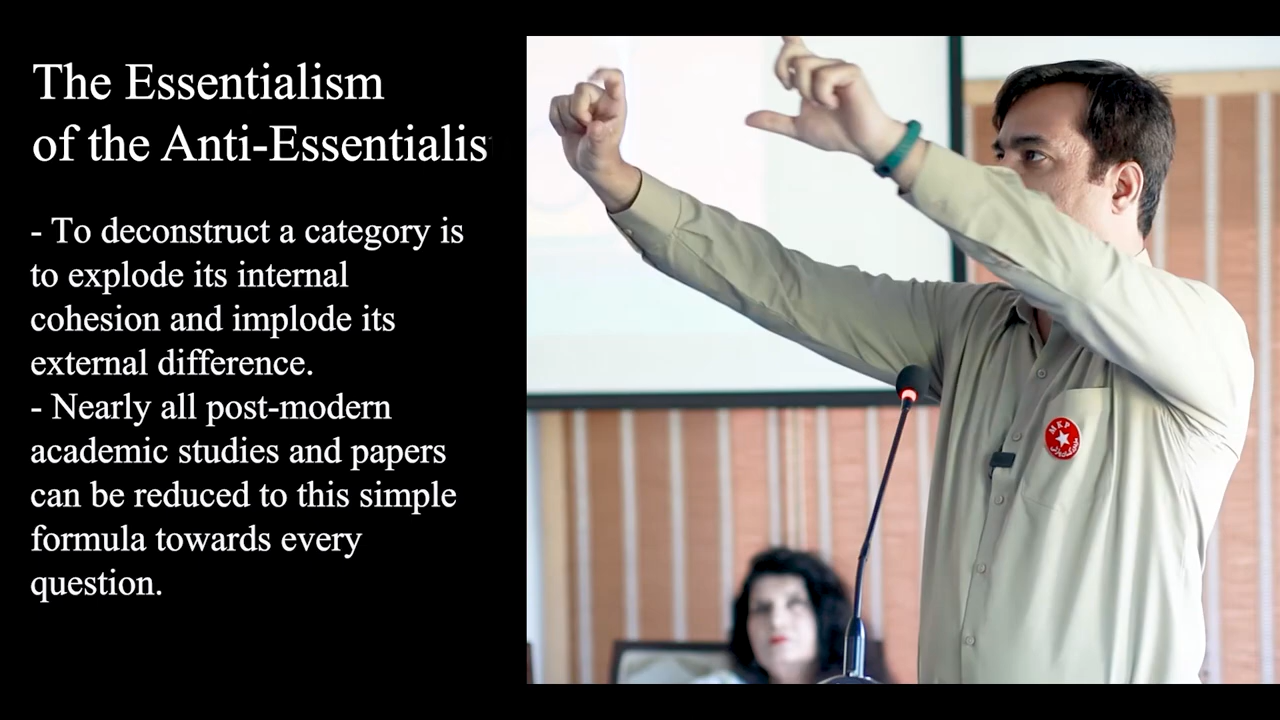 The Essentialism
of the Anti-Essentialis
- To deconstruct a category is
to explode its internal
cohesion and implode its
external difference.
- Nearly all post-modern
academic studies and papers
can be reduced to this simple
formula towards every
question.
MKP